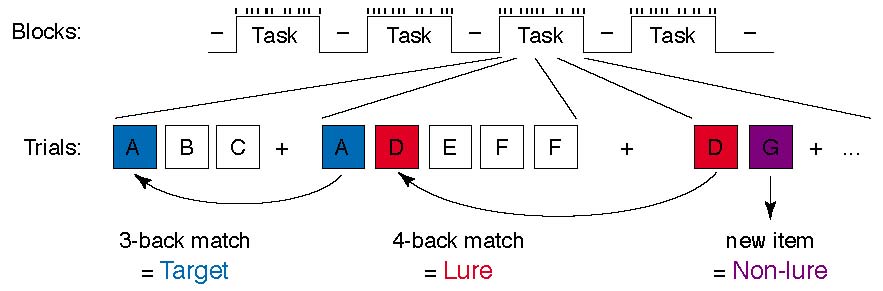 Blocks: – Task – Task – Task – Task –
Trials: A B C + A D E F F + D G + ...
3-back match 4-back match new item
= Target = Lure = Non-lure